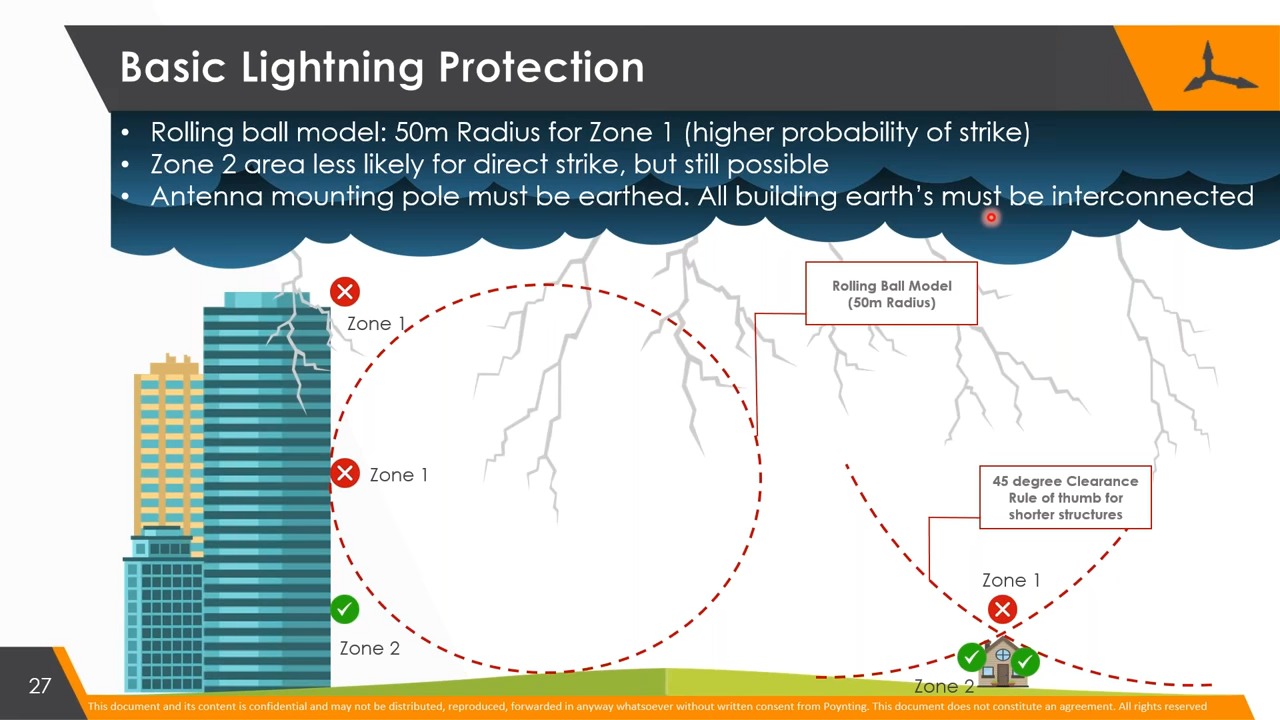 Basic Lightning Protection
• Rolling ball model: 50m Radius for Zone 1 (higher probability of strike)
• Zone 2 area less likely for direct strike, but still possible
• Antenna mounting pole must be earthed. All building earth's must be interconnected
Rolling Ball Model
(50m Radius)
Zone 1
Zone 1
45 degree Clearance
Rule of thumb for
shorter structures
Zone 1
Zone 2
Zone 2
27
This document and its content is confidential and may not be distributed, reproduced, forwarded in anyway whatsoever without written consent from Poynting. This document does not constitute an agreement. All rights reserved